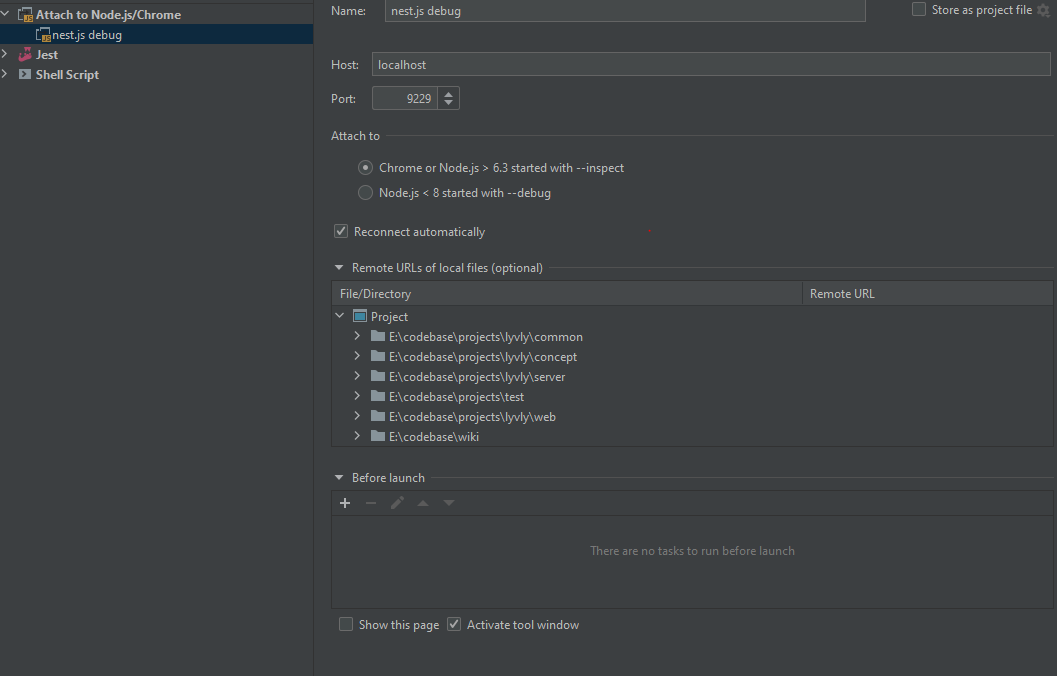 Attach to Node.js/Chrome
nest.js debug
Jest
Shell Script
Name: nest.js debug
Store as project file
Host: localhost
Port: 9229
Attach to
Chrome or Node.js > 6.3 started with --inspect
Node.js < 8 started with --debug
Reconnect automatically
Remote URLs of local files (optional)
File/Directory Remote URL
Project
E:\codebase\projects\lyvly\common
E:\codebase\projects\lyvly\concept
E:\codebase\projects\lyvly\server
E:\codebase\projects\test
E:\codebase\projects\lyvly\web
E:\codebase\wiki
Before launch
There are no tasks to run before launch
Show this page Activate tool window